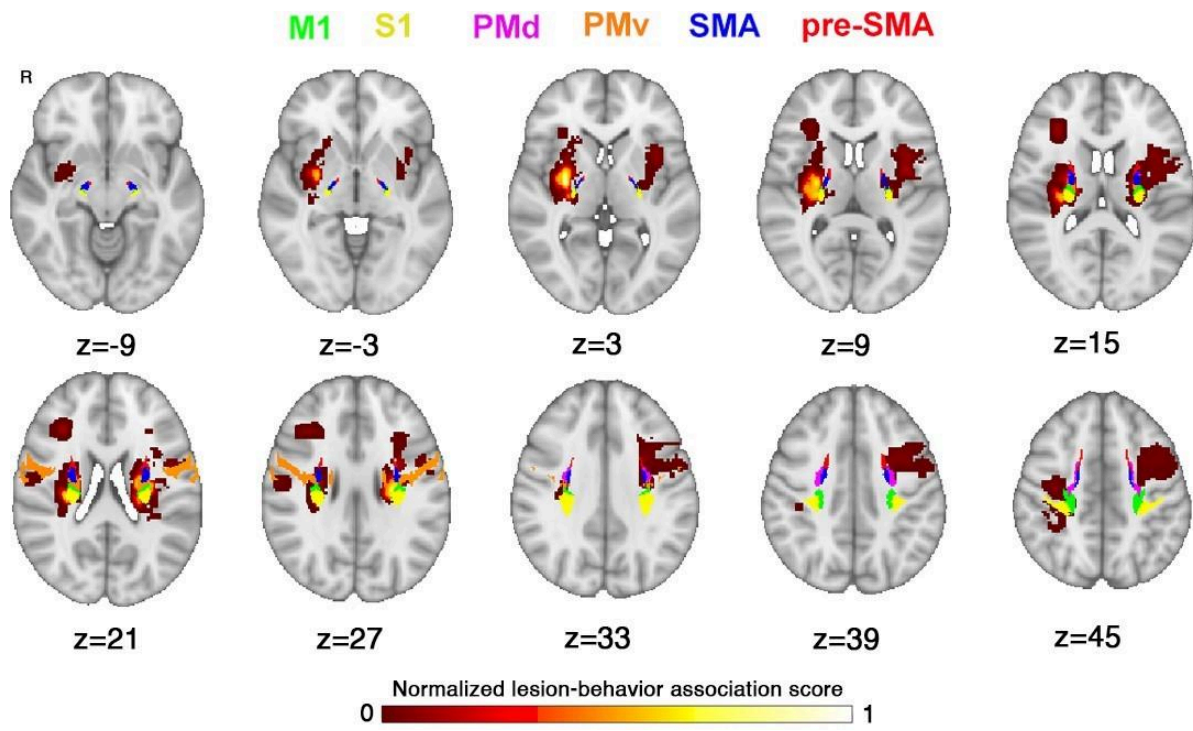 M1 S1 PMd PMv SMA pre-SMA
R
z=-9 z=-3 z=3 z=9 z=15
z=21 z=27 z=33 z=39 z=45
Normalized lesion-behavior association score
0 1